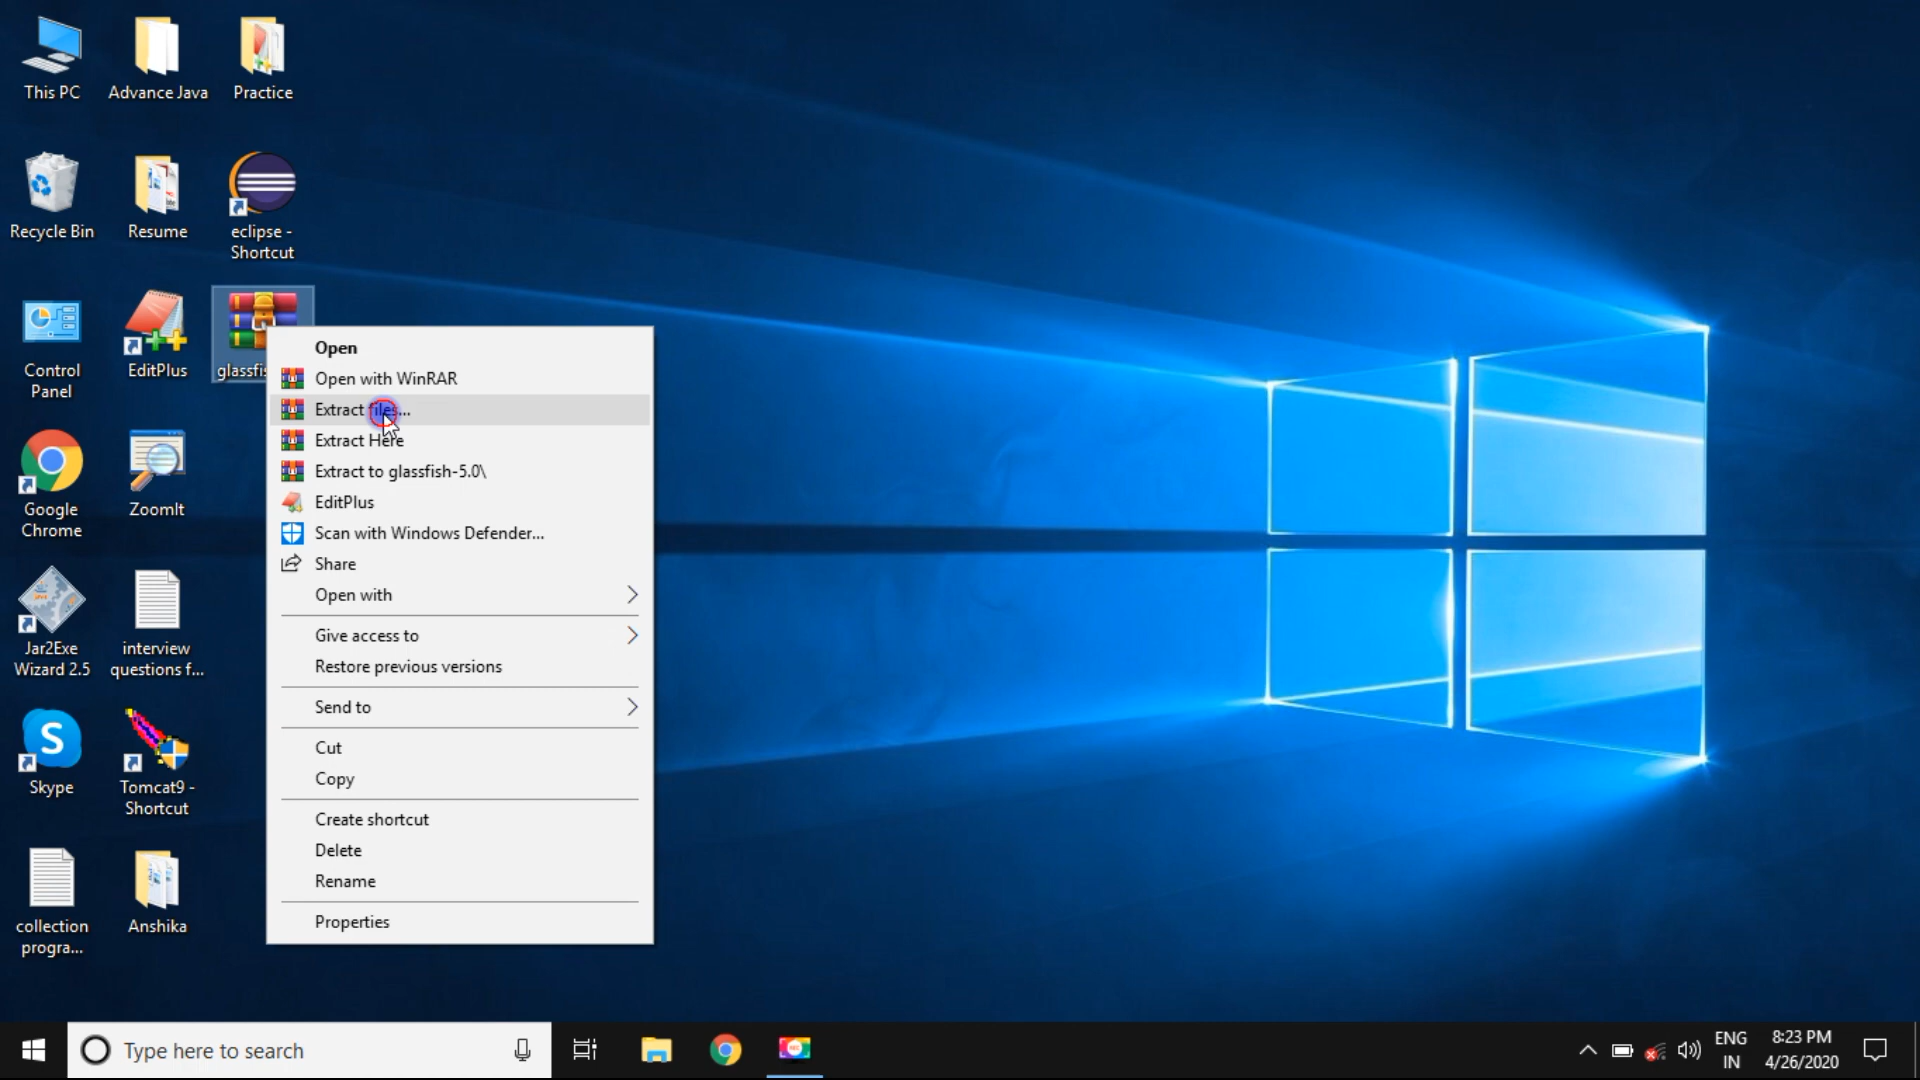 This PC
Advance Java
Practice
Recycle Bin
Resume
eclipse -
Shortcut
Control
Panel
EditPlus
Google
Chrome
ZoomIt
Jar2Exe
Wizard 2.5
interview
questions f...
Skype
Tomcat9 -
Shortcut
collection
progra...
Anshika
Open
Open with WinRAR
Extract files...
Extract Here
Extract to glassfish-5.0\
EditPlus
Scan with Windows Defender...
Share
Open with
Give access to
Restore previous versions
Send to
Cut
Copy
Create shortcut
Delete
Rename
Properties
Type here to search
ENG
IN
8:23 PM
4/26/2020